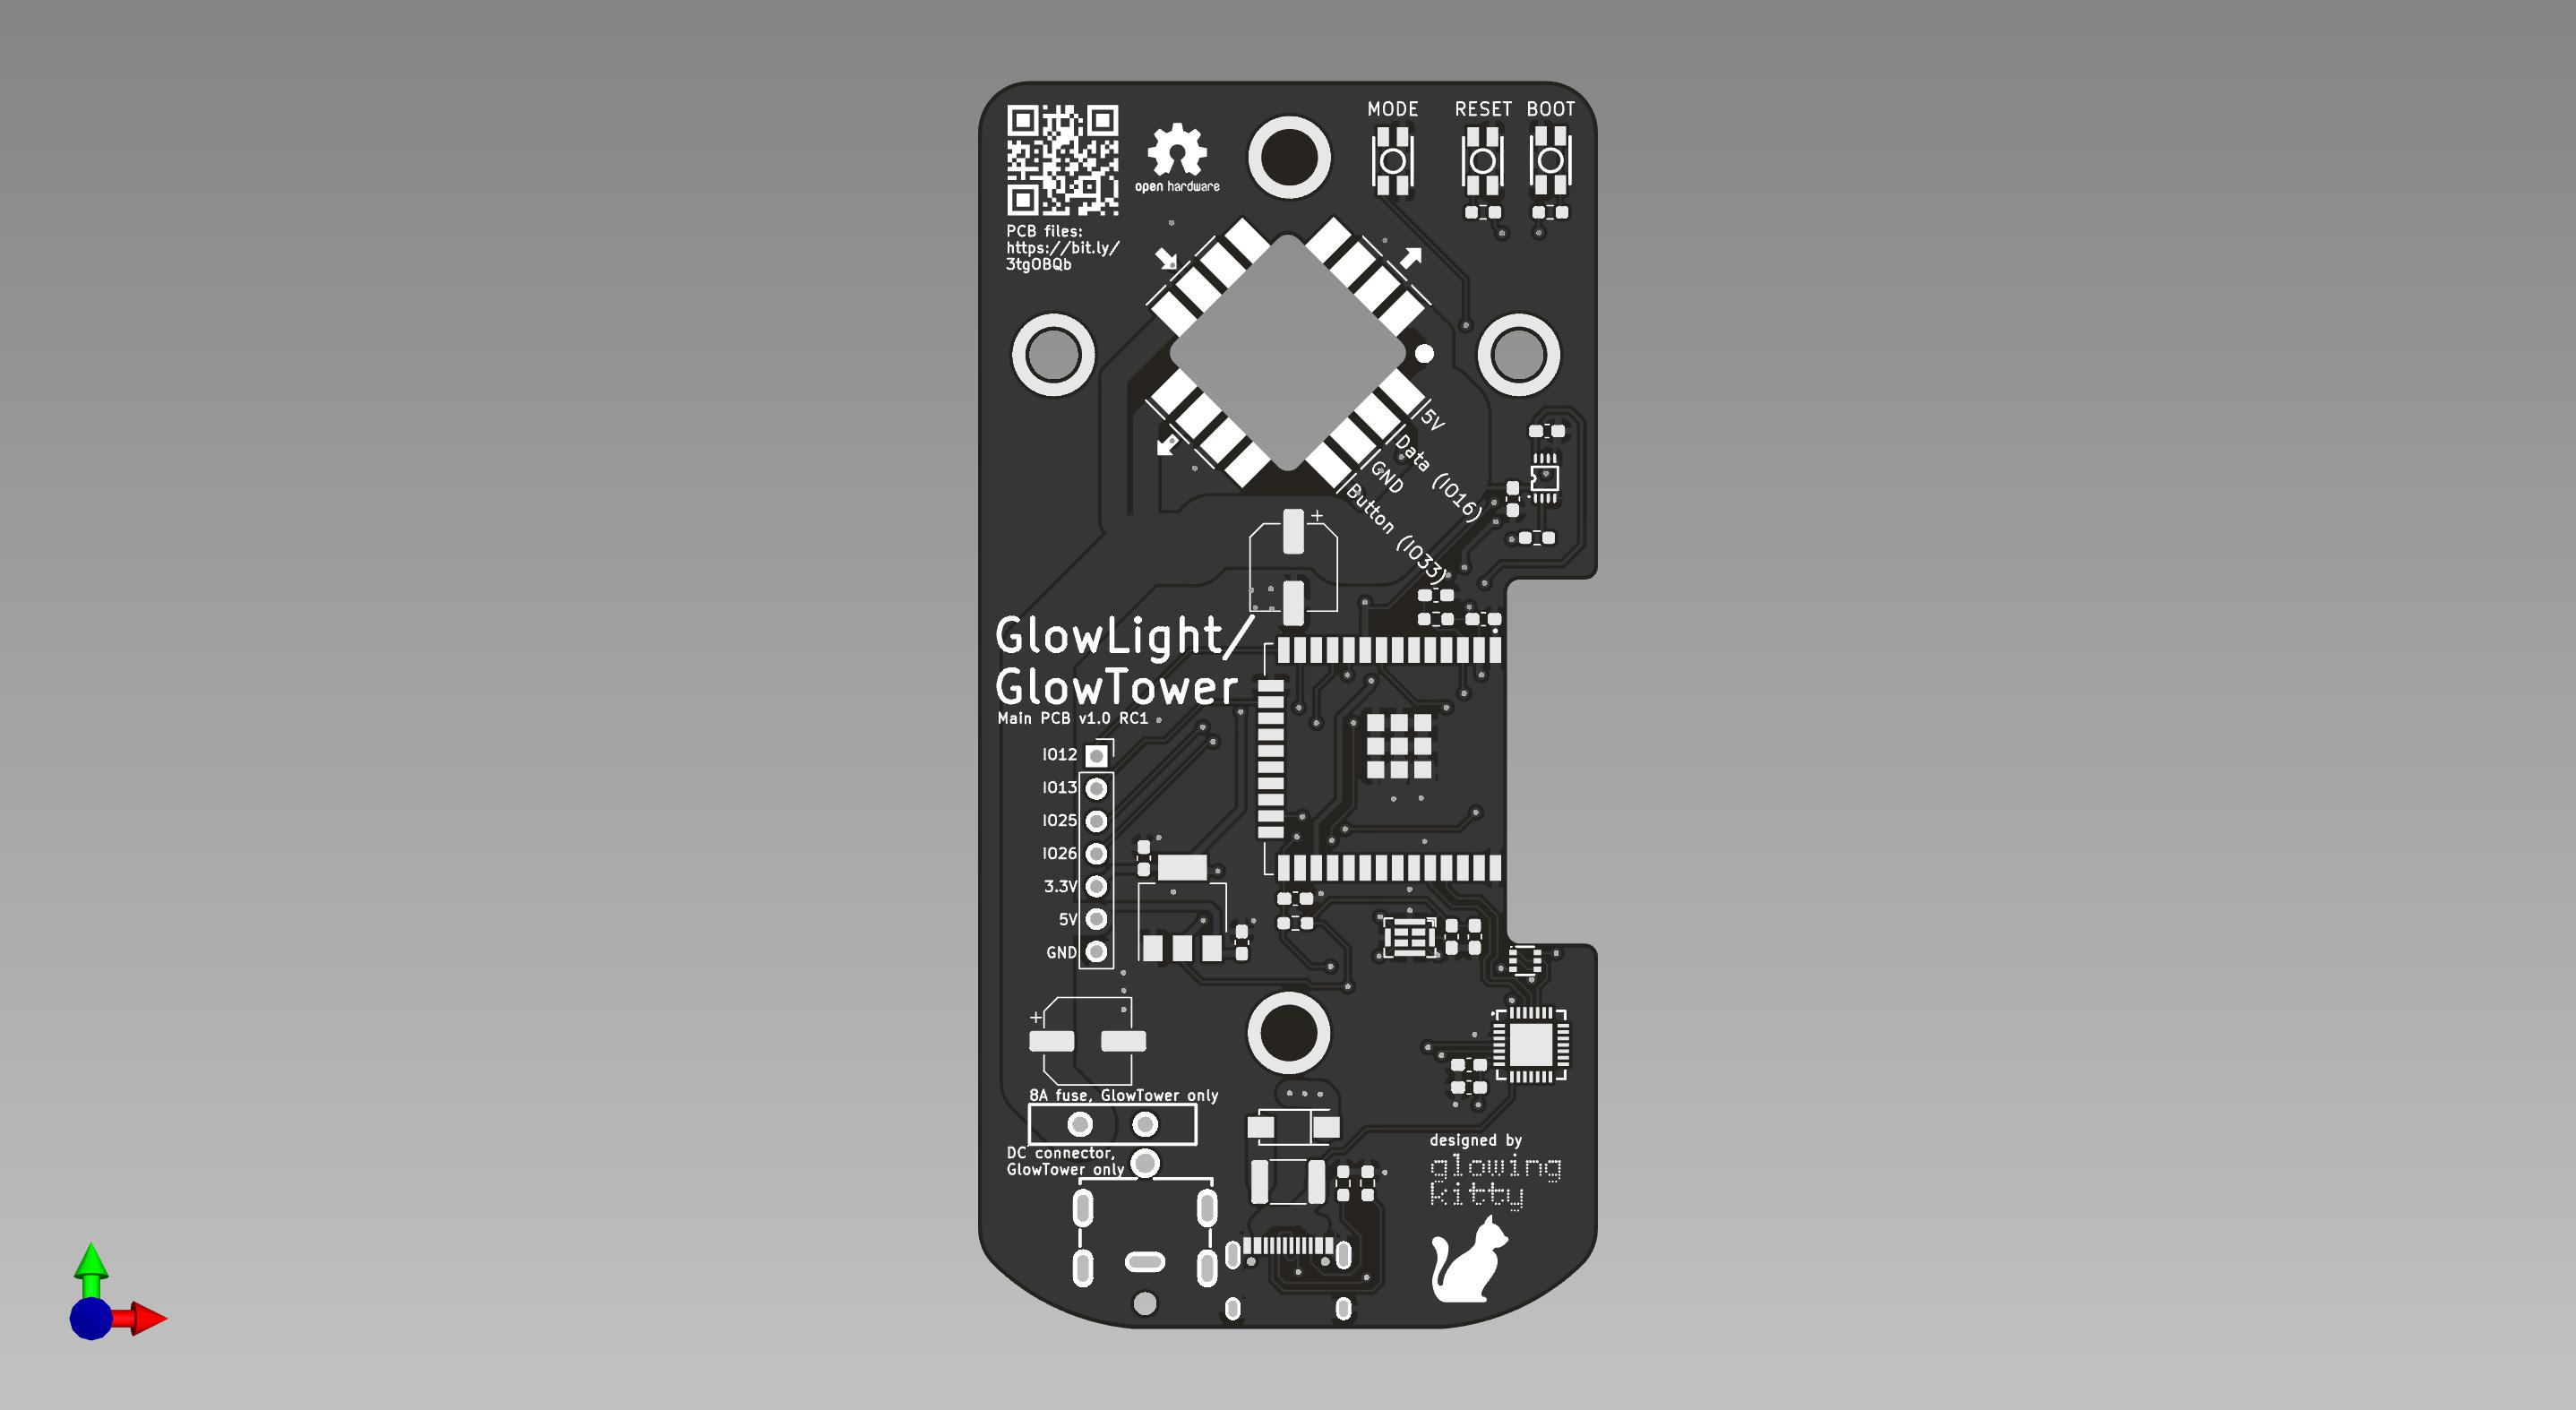 MODE
RESET
BOOT
open hardware
PCB files:
https://bit.ly/
3tgOBQb
5V
Data (IO16)
GND
Button (IO33)
+
GlowLight/
GlowTower
Main PCB v1.0 RC1
IO12
IO13
IO25
IO26
3.3V
5V
GND
+
8A fuse, GlowTower only
DC connector,
GlowTower only
designed by
glowing
kitty